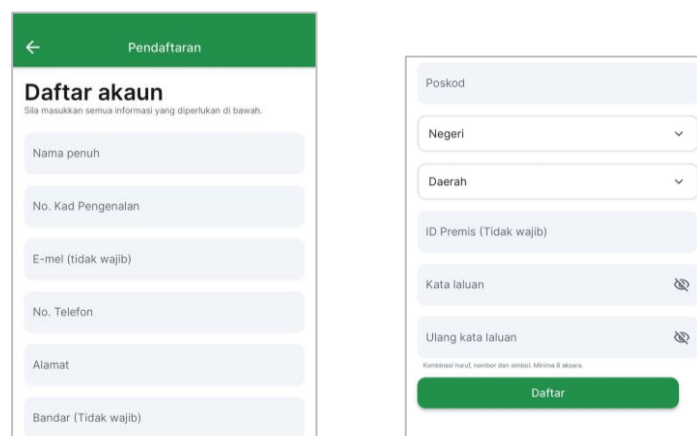 Pendaftaran
Daftar akaun
Sila masukkan semua informasi yang diperlukan di bawah.
Nama penuh
No. Kad Pengenalan
E-mel (tidak wajib)
No. Telefon
Alamat
Bandar (Tidak wajib)
Poskod
Negeri
Daerah
ID Premis (Tidak wajib)
Kata laluan
Ulang kata laluan
Kombinasi huruf, nombor dan simbol. Minima 6 aksara.
Daftar